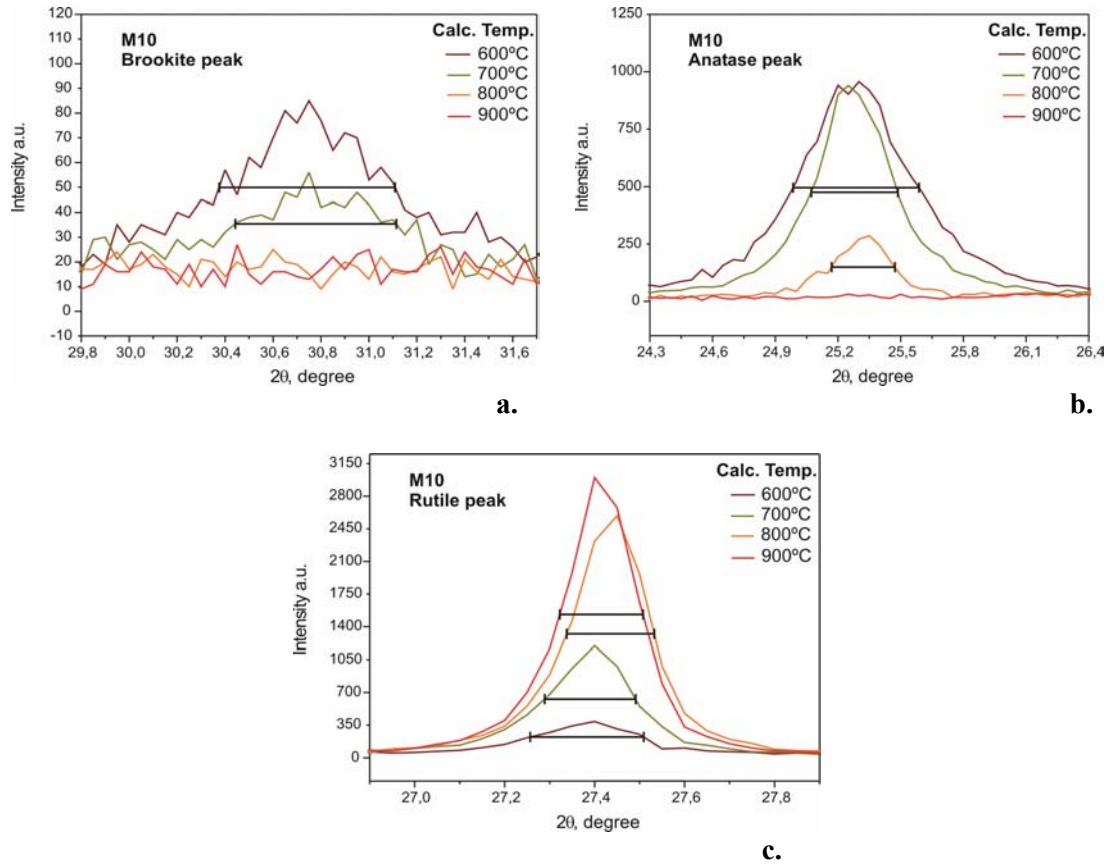 M10
Brookite peak
Calc. Temp.
600ºC
700ºC
800ºC
900ºC
120
110
100
90
80
70
60
50
40
30
20
10
0
-10
Intensity a.u.
29,8 30,0 30,2 30,4 30,6 30,8 31,0 31,2 31,4 31,6
2θ, degree
a.
M10
Anatase peak
Calc. Temp.
600ºC
700ºC
800ºC
900ºC
1250
1000
750
500
250
0
Intensity a.u.
24,3 24,6 24,9 25,2 25,5 25,8 26,1 26,4
2θ, degree
b.
M10
Rutile peak
Calc. Temp.
600ºC
700ºC
800ºC
900ºC
3150
2800
2450
2100
1750
1400
1050
700
350
0
Intensity a.u.
27,0 27,2 27,4 27,6 27,8
2θ, degree
c.